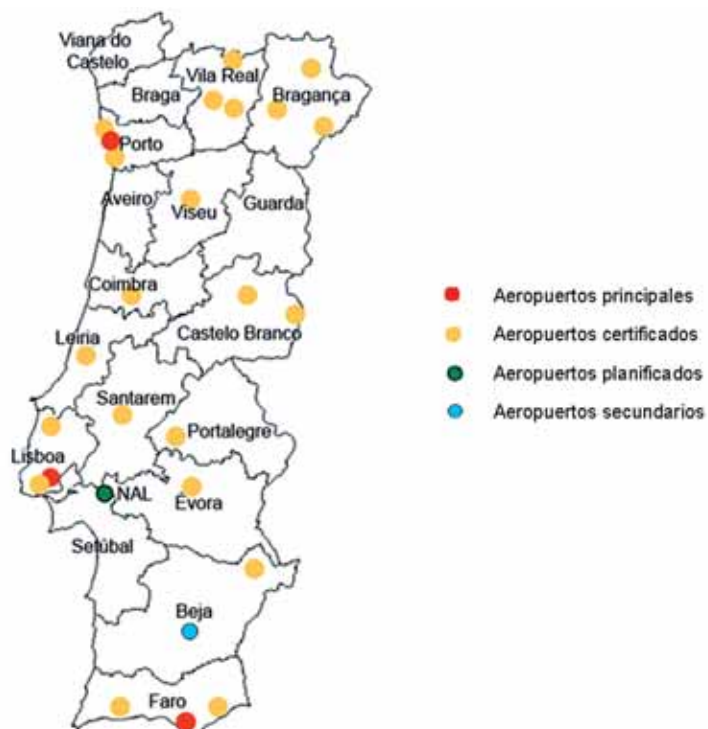 Viana do
Castelo
Vila Real
Braga
Bragança
Porto
Aveiro
Viseu
Guarda
Coimbra
Castelo Branco
Leiria
Santarem
Portalegre
Lisboa
NAL
Evora
Setúbal
Beja
Faro
Aeropuertos principales
Aeropuertos certificados
Aeropuertos planificados
Aeropuertos secundarios